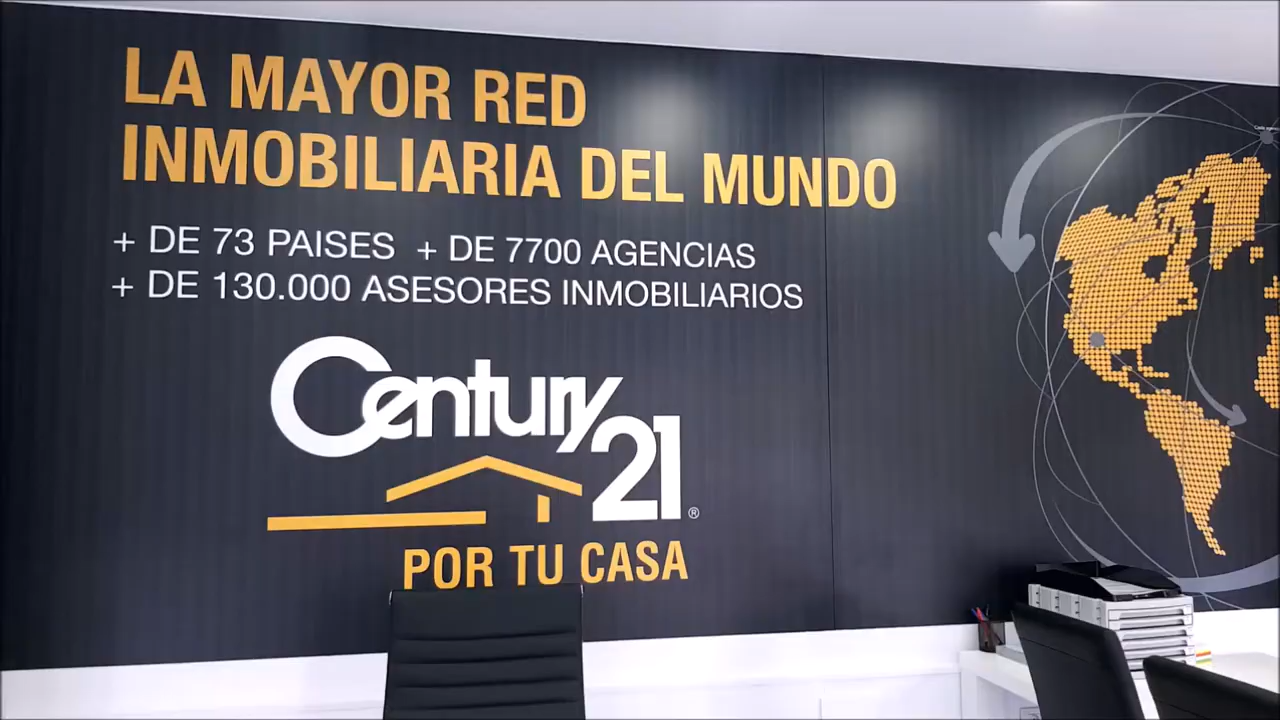 LA MAYOR RED
INMOBILIARIA DEL MUNDO
+ DE 73 PAISES + DE 7700 AGENCIAS
+ DE 130.000 ASESORES INMOBILIARIOS
Century 21®
POR TU CASA